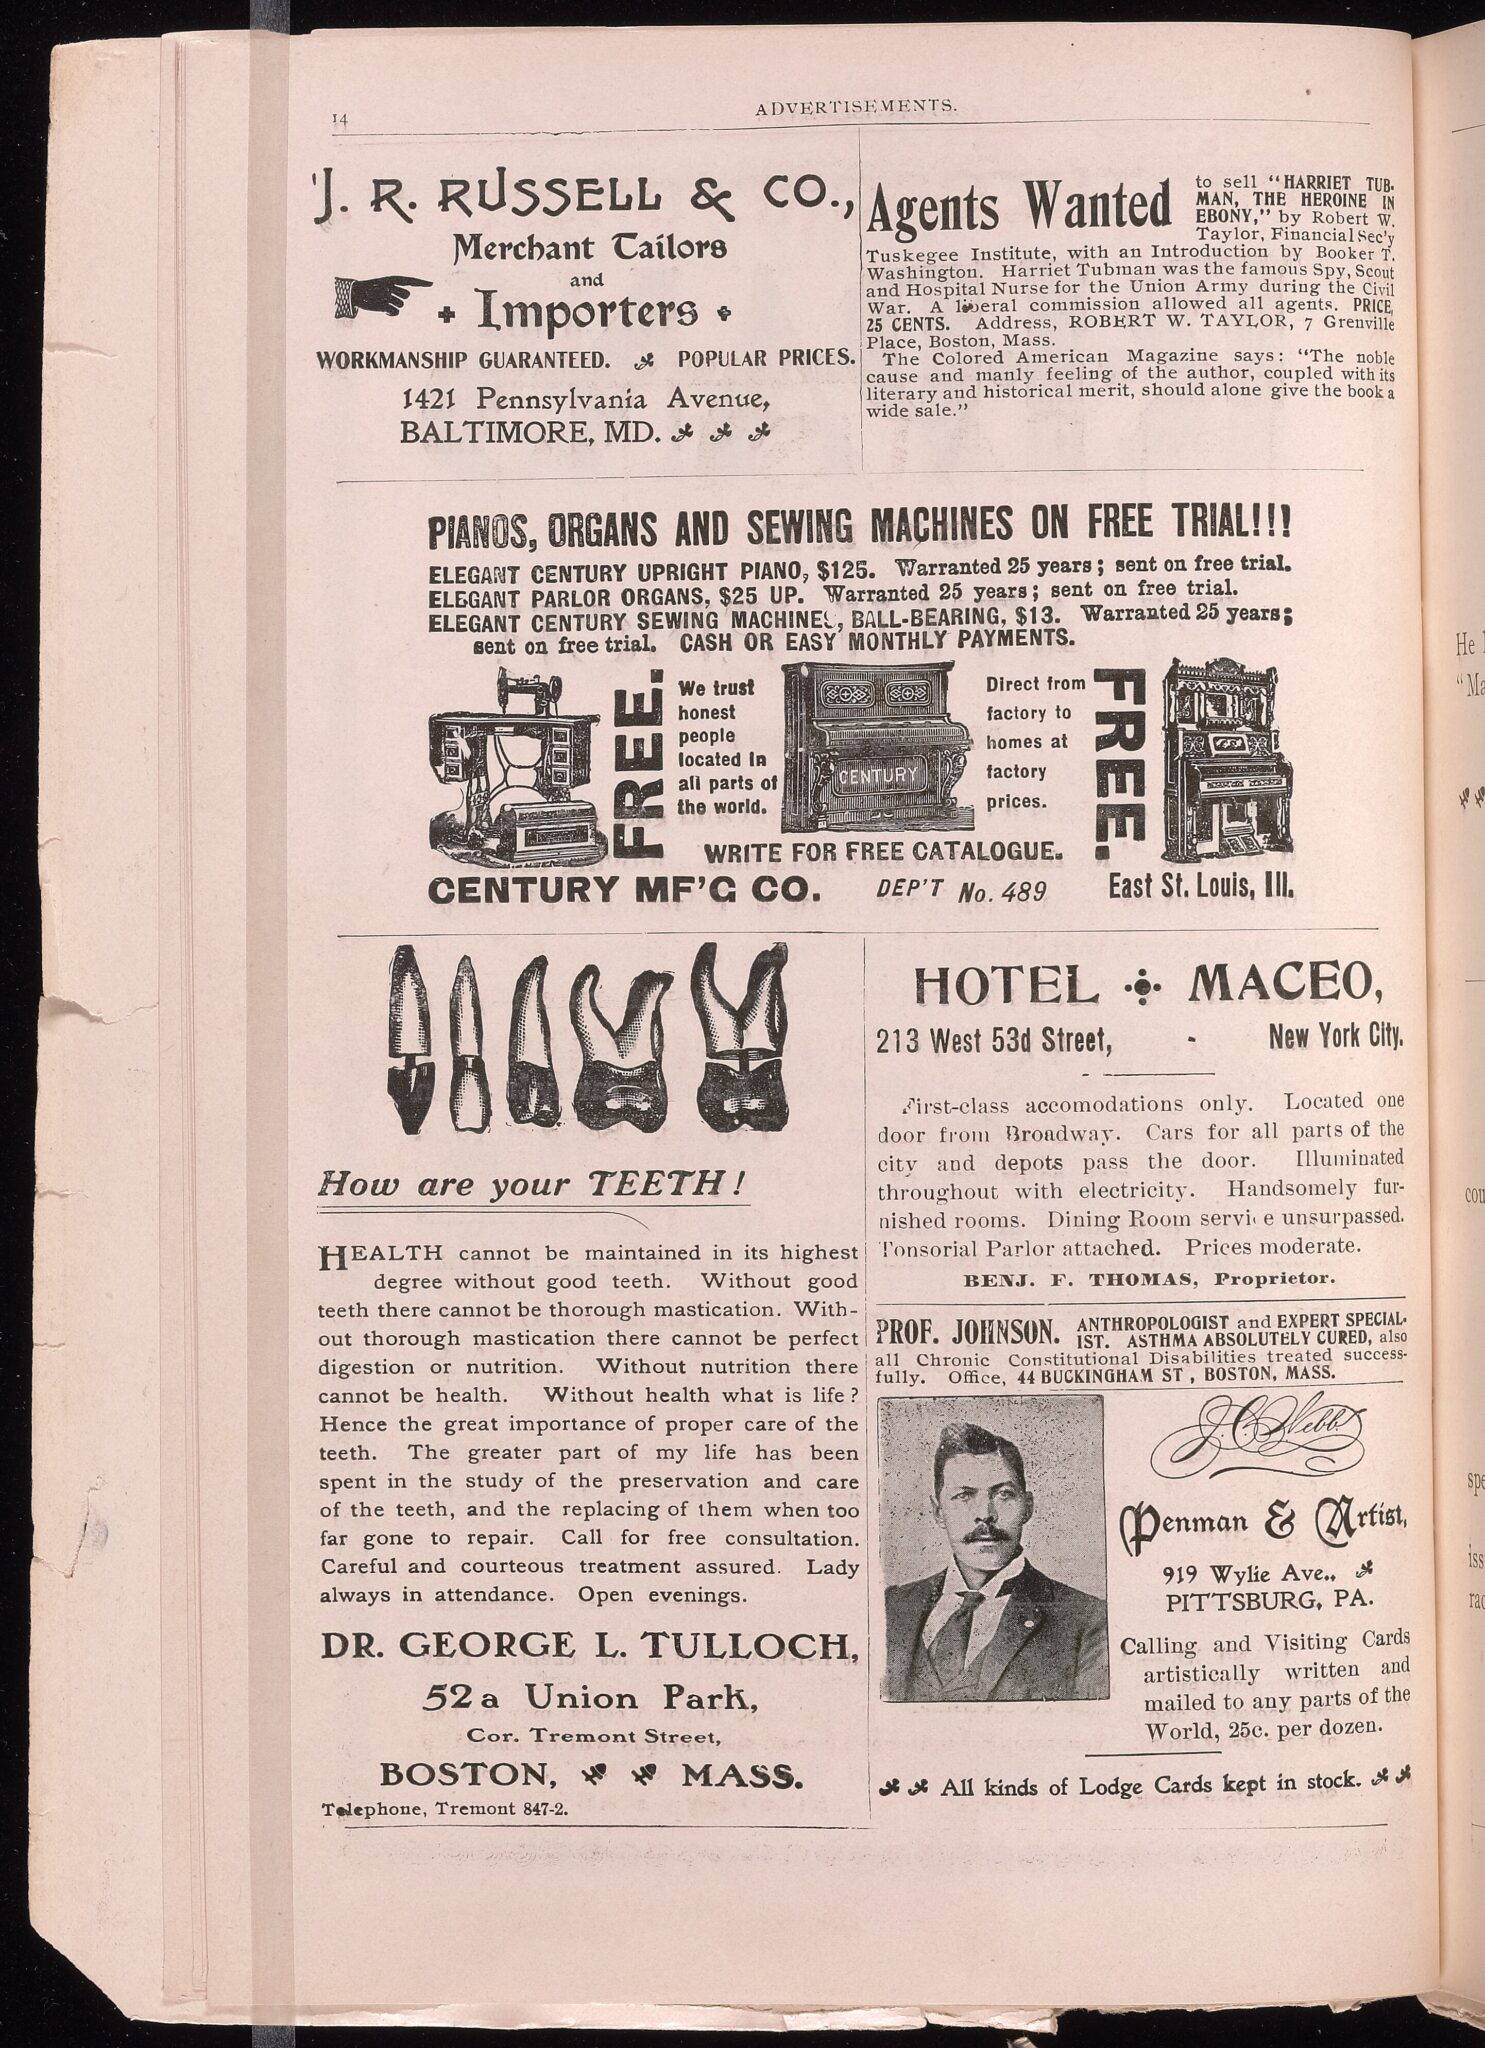 14
ADVERTISEMENTS.
J. R. RUSSELL & CO.,
Merchant Tailors
and
Importers
WORKMANSHIP GUARANTEED. POPULAR PRICES.
1421 Pennsylvania Avenue,
BALTIMORE, MD.
Agents Wanted
to sell "HARRIET TUB-
MAN, THE HEROINE IN
EBONY," by Robert W.
Taylor, Financial Sec'y
Tuskegee Institute, with an Introduction by Booker T.
Washington. Harriet Tubman was the famous Spy, Scout
and Hospital Nurse for the Union Army during the Civil
War. A liberal commission allowed all agents. PRICE,
25 CENTS. Address, ROBERT W. TAYLOR, 7 Grenville
Place, Boston, Mass.
The Colored American Magazine says: "The noble
cause and manly feeling of the author, coupled with its
literary and historical merit, should alone give the book a
wide sale."
PIANOS, ORGANS AND SEWING MACHINES ON FREE TRIAL!!!
ELEGANT CENTURY UPRIGHT PIANO, $125. Warranted 25 years; sent on free trial.
ELEGANT PARLOR ORGANS, $25 UP. Warranted 25 years; sent on free trial.
ELEGANT CENTURY SEWING MACHINES, BALL-BEARING, $13. Warranted 25 years;
sent on free trial. CASH OR EASY MONTHLY PAYMENTS.
FREE.
We trust
honest
people
located in
all parts of
the world.
CENTURY
Direct from
factory to
homes at
factory
prices.
FREE.
WRITE FOR FREE CATALOGUE.
CENTURY MF'G CO. DEP'T No. 489 East St. Louis, Ill.
How are your TEETH!
HEALTH cannot be maintained in its highest
degree without good teeth. Without good
teeth there cannot be thorough mastication. With-
out thorough mastication there cannot be perfect
digestion or nutrition. Without nutrition there
cannot be health. Without health what is life?
Hence the great importance of proper care of the
teeth. The greater part of my life has been
spent in the study of the preservation and care
of the teeth, and the replacing of them when too
far gone to repair. Call for free consultation.
Careful and courteous treatment assured. Lady
always in attendance. Open evenings.
DR. GEORGE L. TULLOCH,
52a Union Park,
Cor. Tremont Street,
BOSTON, MASS.
Telephone, Tremont 847-2.
HOTEL MACEO,
213 West 53d Street, - New York City.
First-class accomodations only. Located one
door from Broadway. Cars for all parts of the
city and depots pass the door. Illuminated
throughout with electricity. Handsomely fur-
nished rooms. Dining Room service unsurpassed.
Tonsorial Parlor attached. Prices moderate.
BENJ. F. THOMAS, Proprietor.
PROF. JOHNSON. ANTHROPOLOGIST and EXPERT SPECIAL-
IST. ASTHMA ABSOLUTELY CURED, also
all Chronic Constitutional Disabilities treated success-
fully. Office, 44 BUCKINGHAM ST, BOSTON, MASS.
J. C. Webb.
Penman & Artist,
919 Wylie Ave.,
PITTSBURG, PA.
Calling and Visiting Cards
artistically written and
mailed to any parts of the
World, 25c. per dozen.
All kinds of Lodge Cards kept in stock.